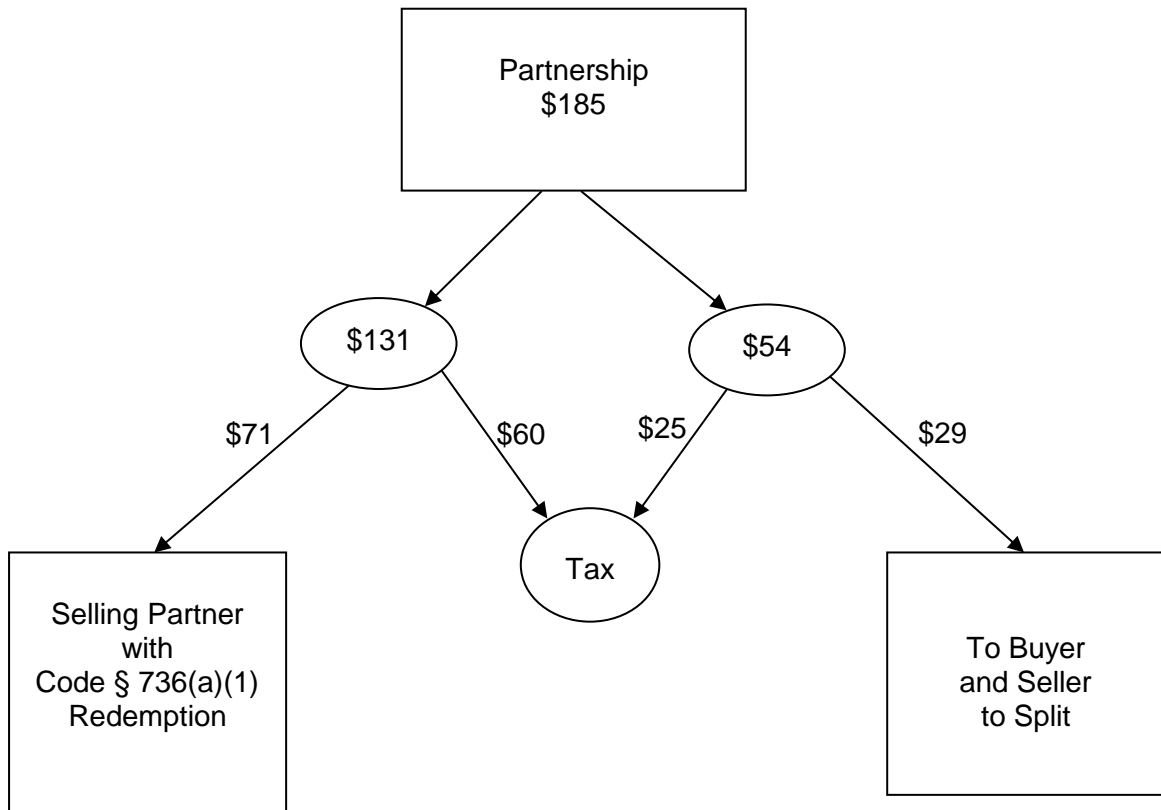 Partnership
$185
$131
$54
$71
$60
$25
$29
Selling Partner
with
Code § 736(a)(1)
Redemption
Tax
To Buyer
and Seller
to Split